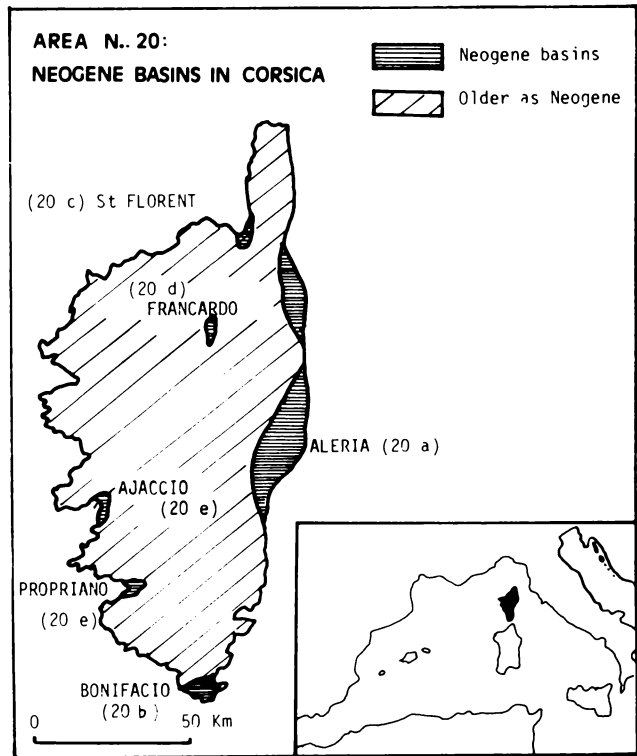 AREA N.. 20:
NEOGENE BASINS IN CORSICA
Neogene basins
Older as Neogene
(20 c) St FLORENT
(20 d)
FRANCARDO
ALERIA (20 a)
AJACCIO
(20 e)
PROPRIANO
(20 e)
BONIFACIO
(20 b)
0 50 Km